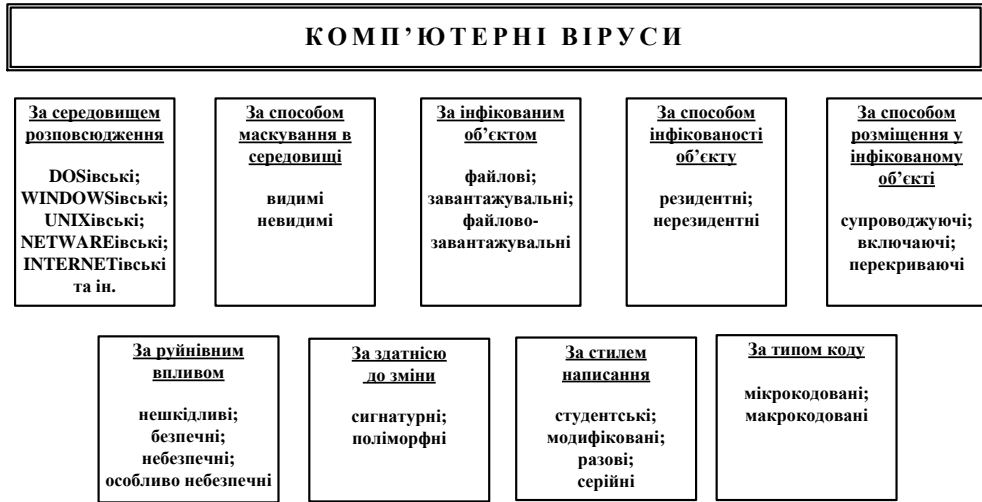 КОМП’ЮТЕРНІ ВІРУСИ
За середовищем
розповсюдження
DOSівські;
WINDOWSівські;
UNIXівські;
NETWAREівські;
INTERNETівські
та ін.
За способом
маскування в
середовищі
видимі
невидимі
За інфікованим
об’єктом
файлові;
завантажувальні;
файлово-
завантажувальні
За способом
інфікованості
об’єкту
резидентні;
нерезидентні
За способом
розміщення у
інфікованому
об’єкті
супроводжуючі;
включаючі;
перекриваючі
За руйнівним
впливом
нешкідливі;
безпечні;
небезпечні;
особливо небезпечні
За здатнісю
до зміни
сигнатурні;
поліморфні
За стилем
написання
студентські;
модифіковані;
разові;
серійні
За типом коду
мікрокодовані;
макрокодовані